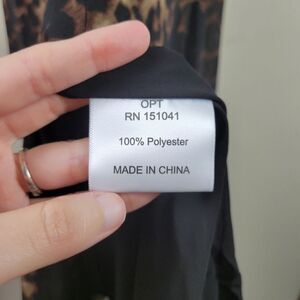 OPT
RN 151041
100% Polyester
MADE IN CHINA